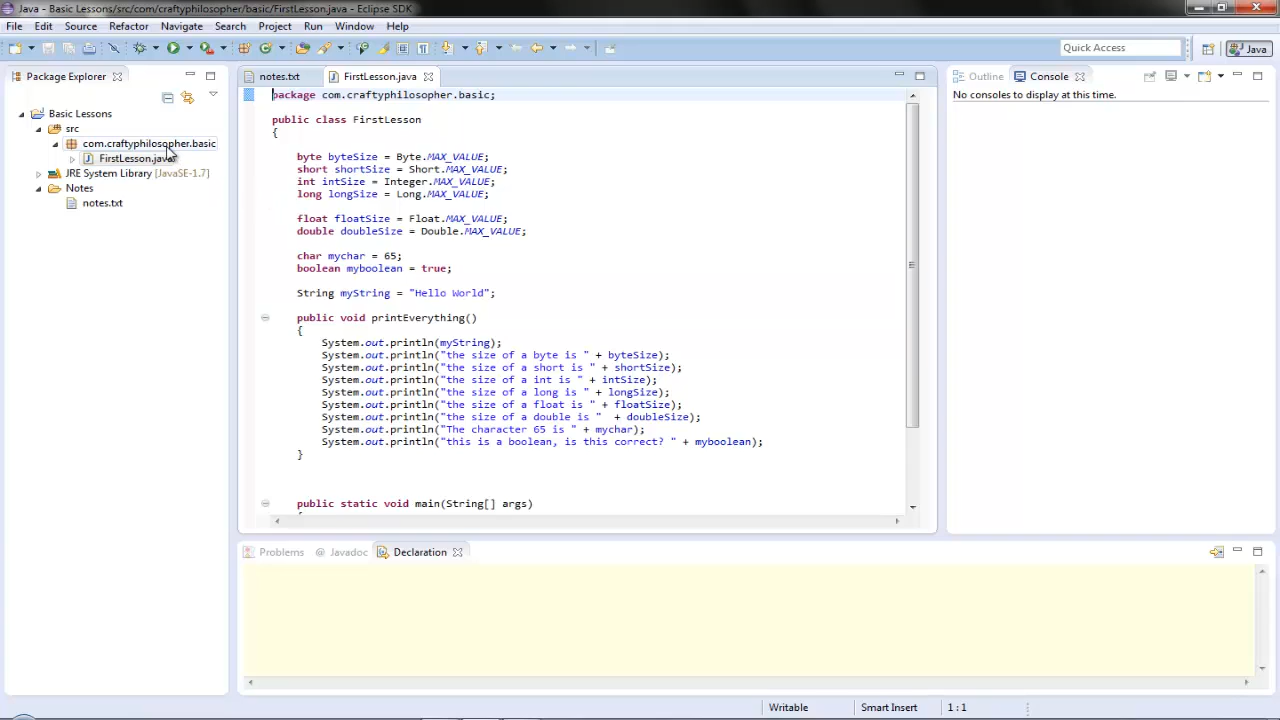 Java - Basic Lessons/src/com/craftyphilosopher/basic/FirstLesson.java - Eclipse SDK
File Edit Source Refactor Navigate Search Project Run Window Help
Quick Access
Java
Package Explorer
Basic Lessons
src
com.craftyphilosopher.basic
FirstLesson.java
JRE System Library [JavaSE-1.7]
Notes
notes.txt
notes.txt FirstLesson.java
package com.craftyphilosopher.basic;
public class FirstLesson
{
byte byteSize = Byte.MAX_VALUE;
short shortSize = Short.MAX_VALUE;
int intSize = Integer.MAX_VALUE;
long longSize = Long.MAX_VALUE;
float floatSize = Float.MAX_VALUE;
double doubleSize = Double.MAX_VALUE;
char mychar = 65;
boolean myboolean = true;
String myString = "Hello World";
public void printEverything()
{
System.out.println(myString);
System.out.println("the size of a byte is " + byteSize);
System.out.println("the size of a short is " + shortSize);
System.out.println("the size of a int is " + intSize);
System.out.println("the size of a long is " + longSize);
System.out.println("the size of a float is " + floatSize);
System.out.println("the size of a double is "  + doubleSize);
System.out.println("The character 65 is " + mychar);
System.out.println("this is a boolean, is this correct? " + myboolean);
}
public static void main(String[] args)
Outline Console
No consoles to display at this time.
Problems @ Javadoc Declaration
Writable Smart Insert 1 : 1